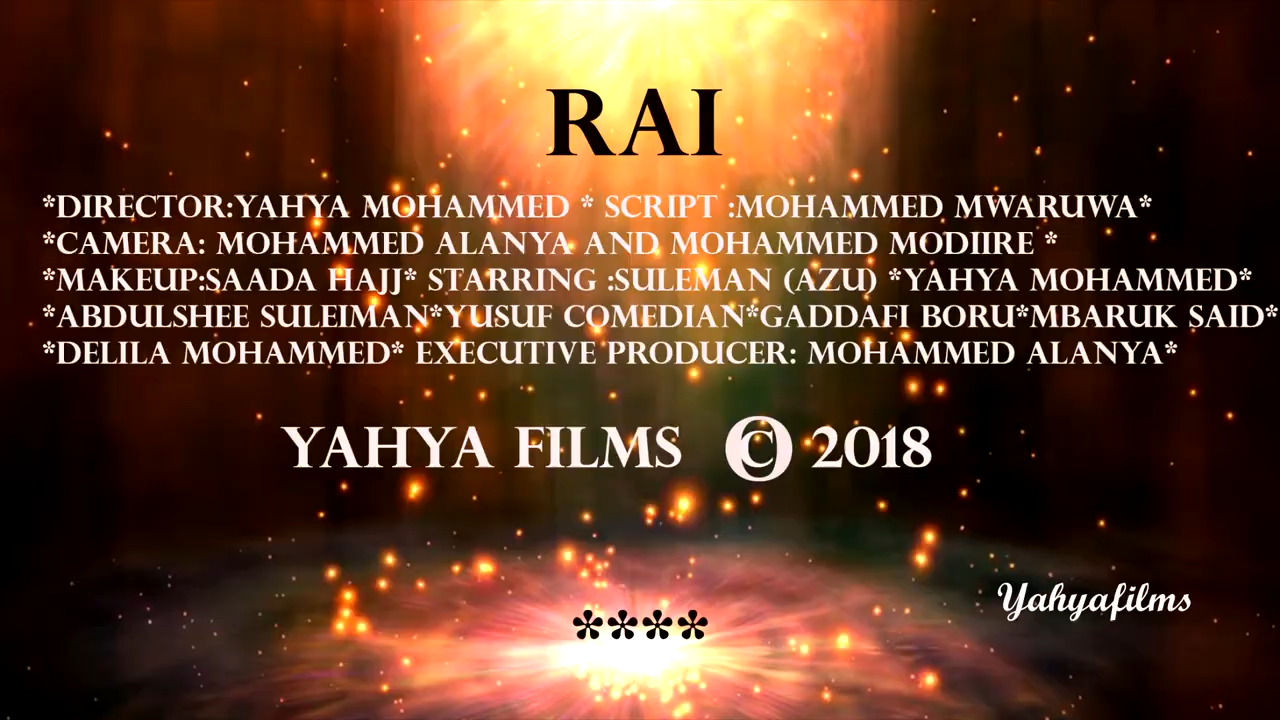 RAI
*DIRECTOR:YAHYA MOHAMMED * SCRIPT :MOHAMMED MWARUWA*
*CAMERA: MOHAMMED ALANYA AND MOHAMMED MODIIRE *
*MAKEUP:SAADA HAJJ* STARRING :SULEMAN (AZU) *YAHYA MOHAMMED*
*ABDULSHEE SULEIMAN*YUSUF COMEDIAN*GADDAFI BORU*MBARUK SAID*
*DELILA MOHAMMED* EXECUTIVE PRODUCER: MOHAMMED ALANYA*
YAHYA FILMS © 2018
Yahyafilms
****